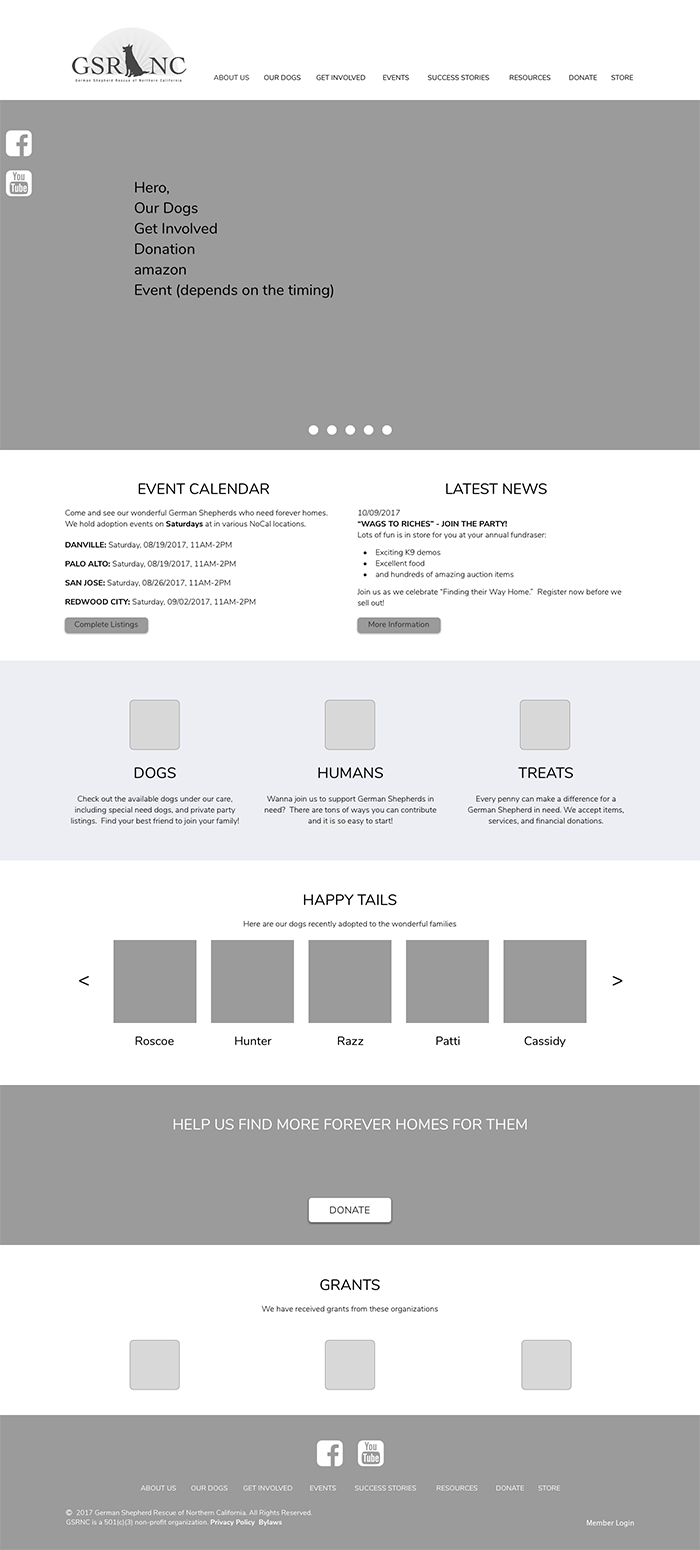 GSRNC
German Shepherd Rescue of Northern California
ABOUT US OUR DOGS GET INVOLVED EVENTS SUCCESS STORIES RESOURCES DONATE STORE
You
Tube
Hero,
Our Dogs
Get Involved
Donation
amazon
Event (depends on the timing)
EVENT CALENDAR
Come and see our wonderful German Shepherds who need forever homes.
We hold adoption events on Saturdays at in various NoCal locations.
DANVILLE: Saturday, 08/19/2017, 11AM-2PM
PALO ALTO: Saturday, 08/19/2017, 11AM-2PM
SAN JOSE: Saturday, 08/26/2017, 11AM-2PM
REDWOOD CITY: Saturday, 09/02/2017, 11AM-2PM
Complete Listings
LATEST NEWS
10/09/2017
“WAGS TO RICHES” - JOIN THE PARTY!
Lots of fun is in store for you at your annual fundraser:
• Exciting K9 demos
• Excellent food
• and hundreds of amazing auction items
Join us as we celebrate “Finding their Way Home.” Register now before we
sell out!
More Information
DOGS
Check out the available dogs under our care,
including special need dogs, and private party
listings. Find your best friend to join your family!
HUMANS
Wanna join us to support German Shepherds in
need? There are tons of ways you can contribute
and it is so easy to start!
TREATS
Every penny can make a difference for a
German Shepherd in need. We accept items,
services, and financial donations.
HAPPY TAILS
Here are our dogs recently adopted to the wonderful families
< >
Roscoe Hunter Razz Patti Cassidy
HELP US FIND MORE FOREVER HOMES FOR THEM
DONATE
GRANTS
We have received grants from these organizations
You
Tube
ABOUT US OUR DOGS GET INVOLVED EVENTS SUCCESS STORIES RESOURCES DONATE STORE
© 2017 German Shepherd Rescue of Northern California. All Rights Reserved.
GSRNC is a 501(c)(3) non-profit organization. Privacy Policy Bylaws
Member Login